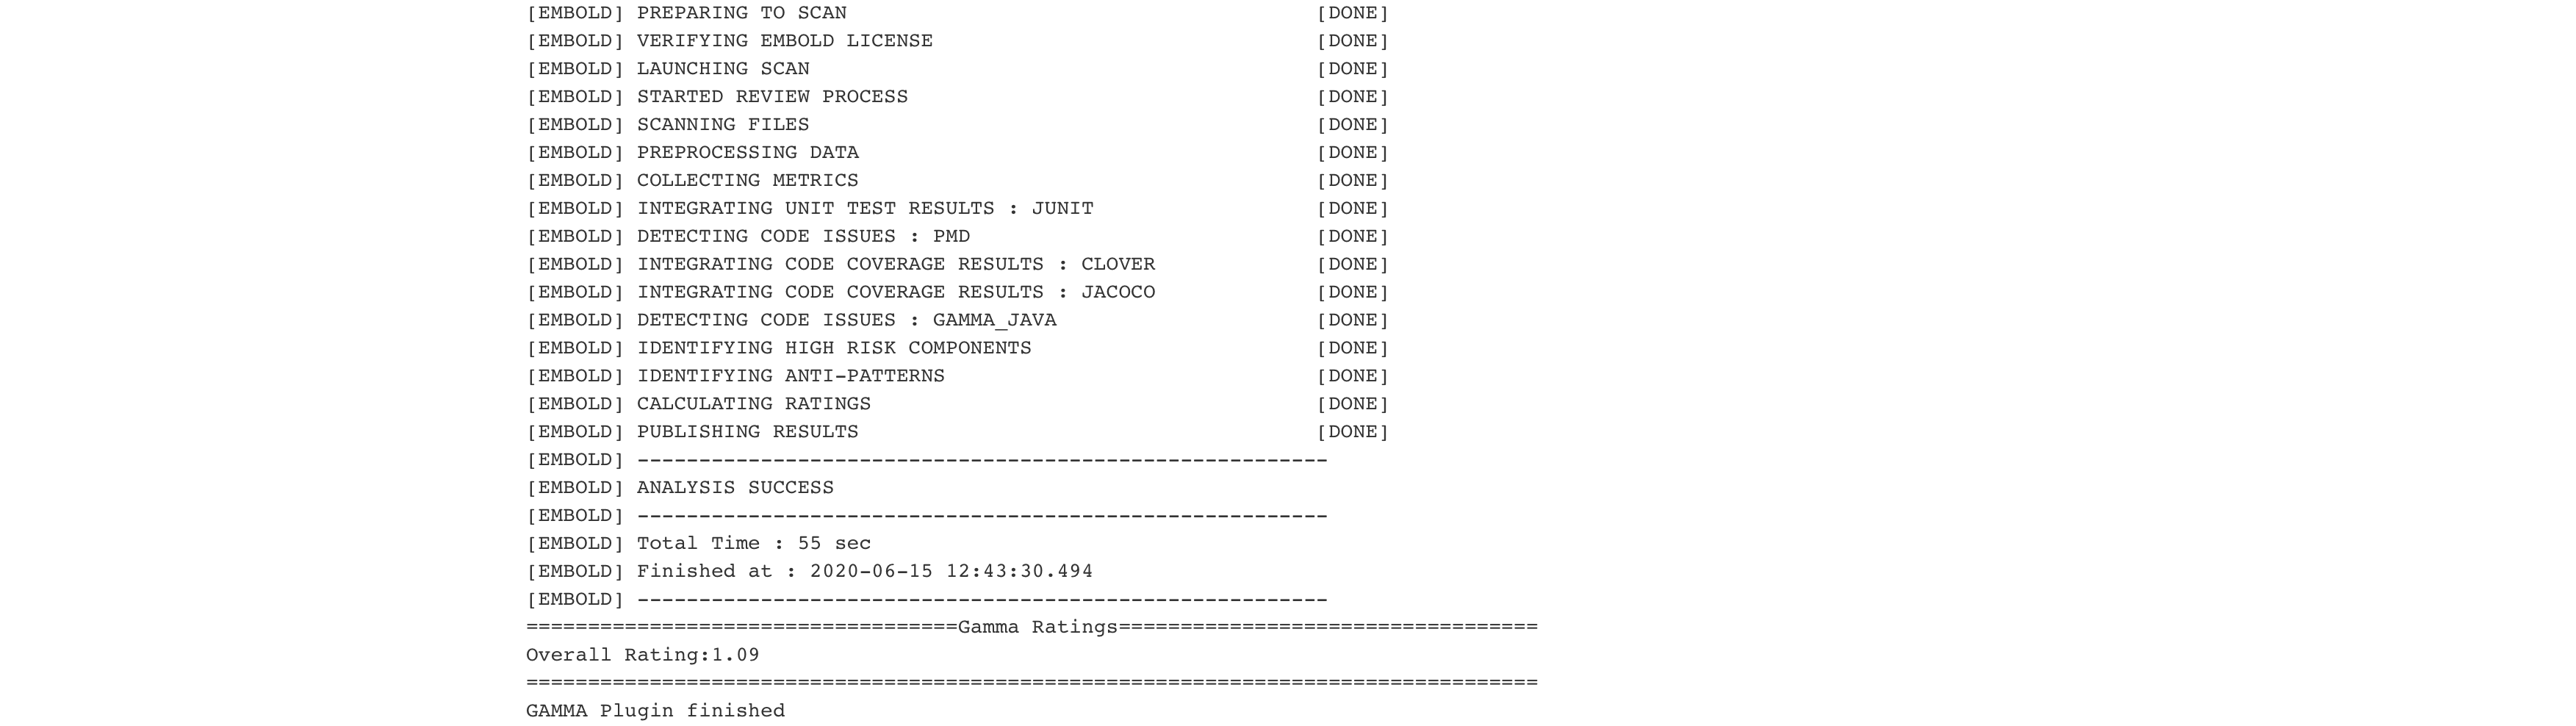 [EMBOLD] PREPARING TO SCAN [DONE]
[EMBOLD] VERIFYING EMBOLD LICENSE [DONE]
[EMBOLD] LAUNCHING SCAN [DONE]
[EMBOLD] STARTED REVIEW PROCESS [DONE]
[EMBOLD] SCANNING FILES [DONE]
[EMBOLD] PREPROCESSING DATA [DONE]
[EMBOLD] COLLECTING METRICS [DONE]
[EMBOLD] INTEGRATING UNIT TEST RESULTS : JUNIT [DONE]
[EMBOLD] DETECTING CODE ISSUES : PMD [DONE]
[EMBOLD] INTEGRATING CODE COVERAGE RESULTS : CLOVER [DONE]
[EMBOLD] INTEGRATING CODE COVERAGE RESULTS : JACOCO [DONE]
[EMBOLD] DETECTING CODE ISSUES : GAMMA_JAVA [DONE]
[EMBOLD] IDENTIFYING HIGH RISK COMPONENTS [DONE]
[EMBOLD] IDENTIFYING ANTI-PATTERNS [DONE]
[EMBOLD] CALCULATING RATINGS [DONE]
[EMBOLD] PUBLISHING RESULTS [DONE]
[EMBOLD] --------------------------------------------------------
[EMBOLD] ANALYSIS SUCCESS
[EMBOLD] --------------------------------------------------------
[EMBOLD] Total Time : 55 sec
[EMBOLD] Finished at : 2020-06-15 12:43:30.494
[EMBOLD] --------------------------------------------------------
===================================Gamma Ratings==================================
Overall Rating:1.09
==================================================================================
GAMMA Plugin finished